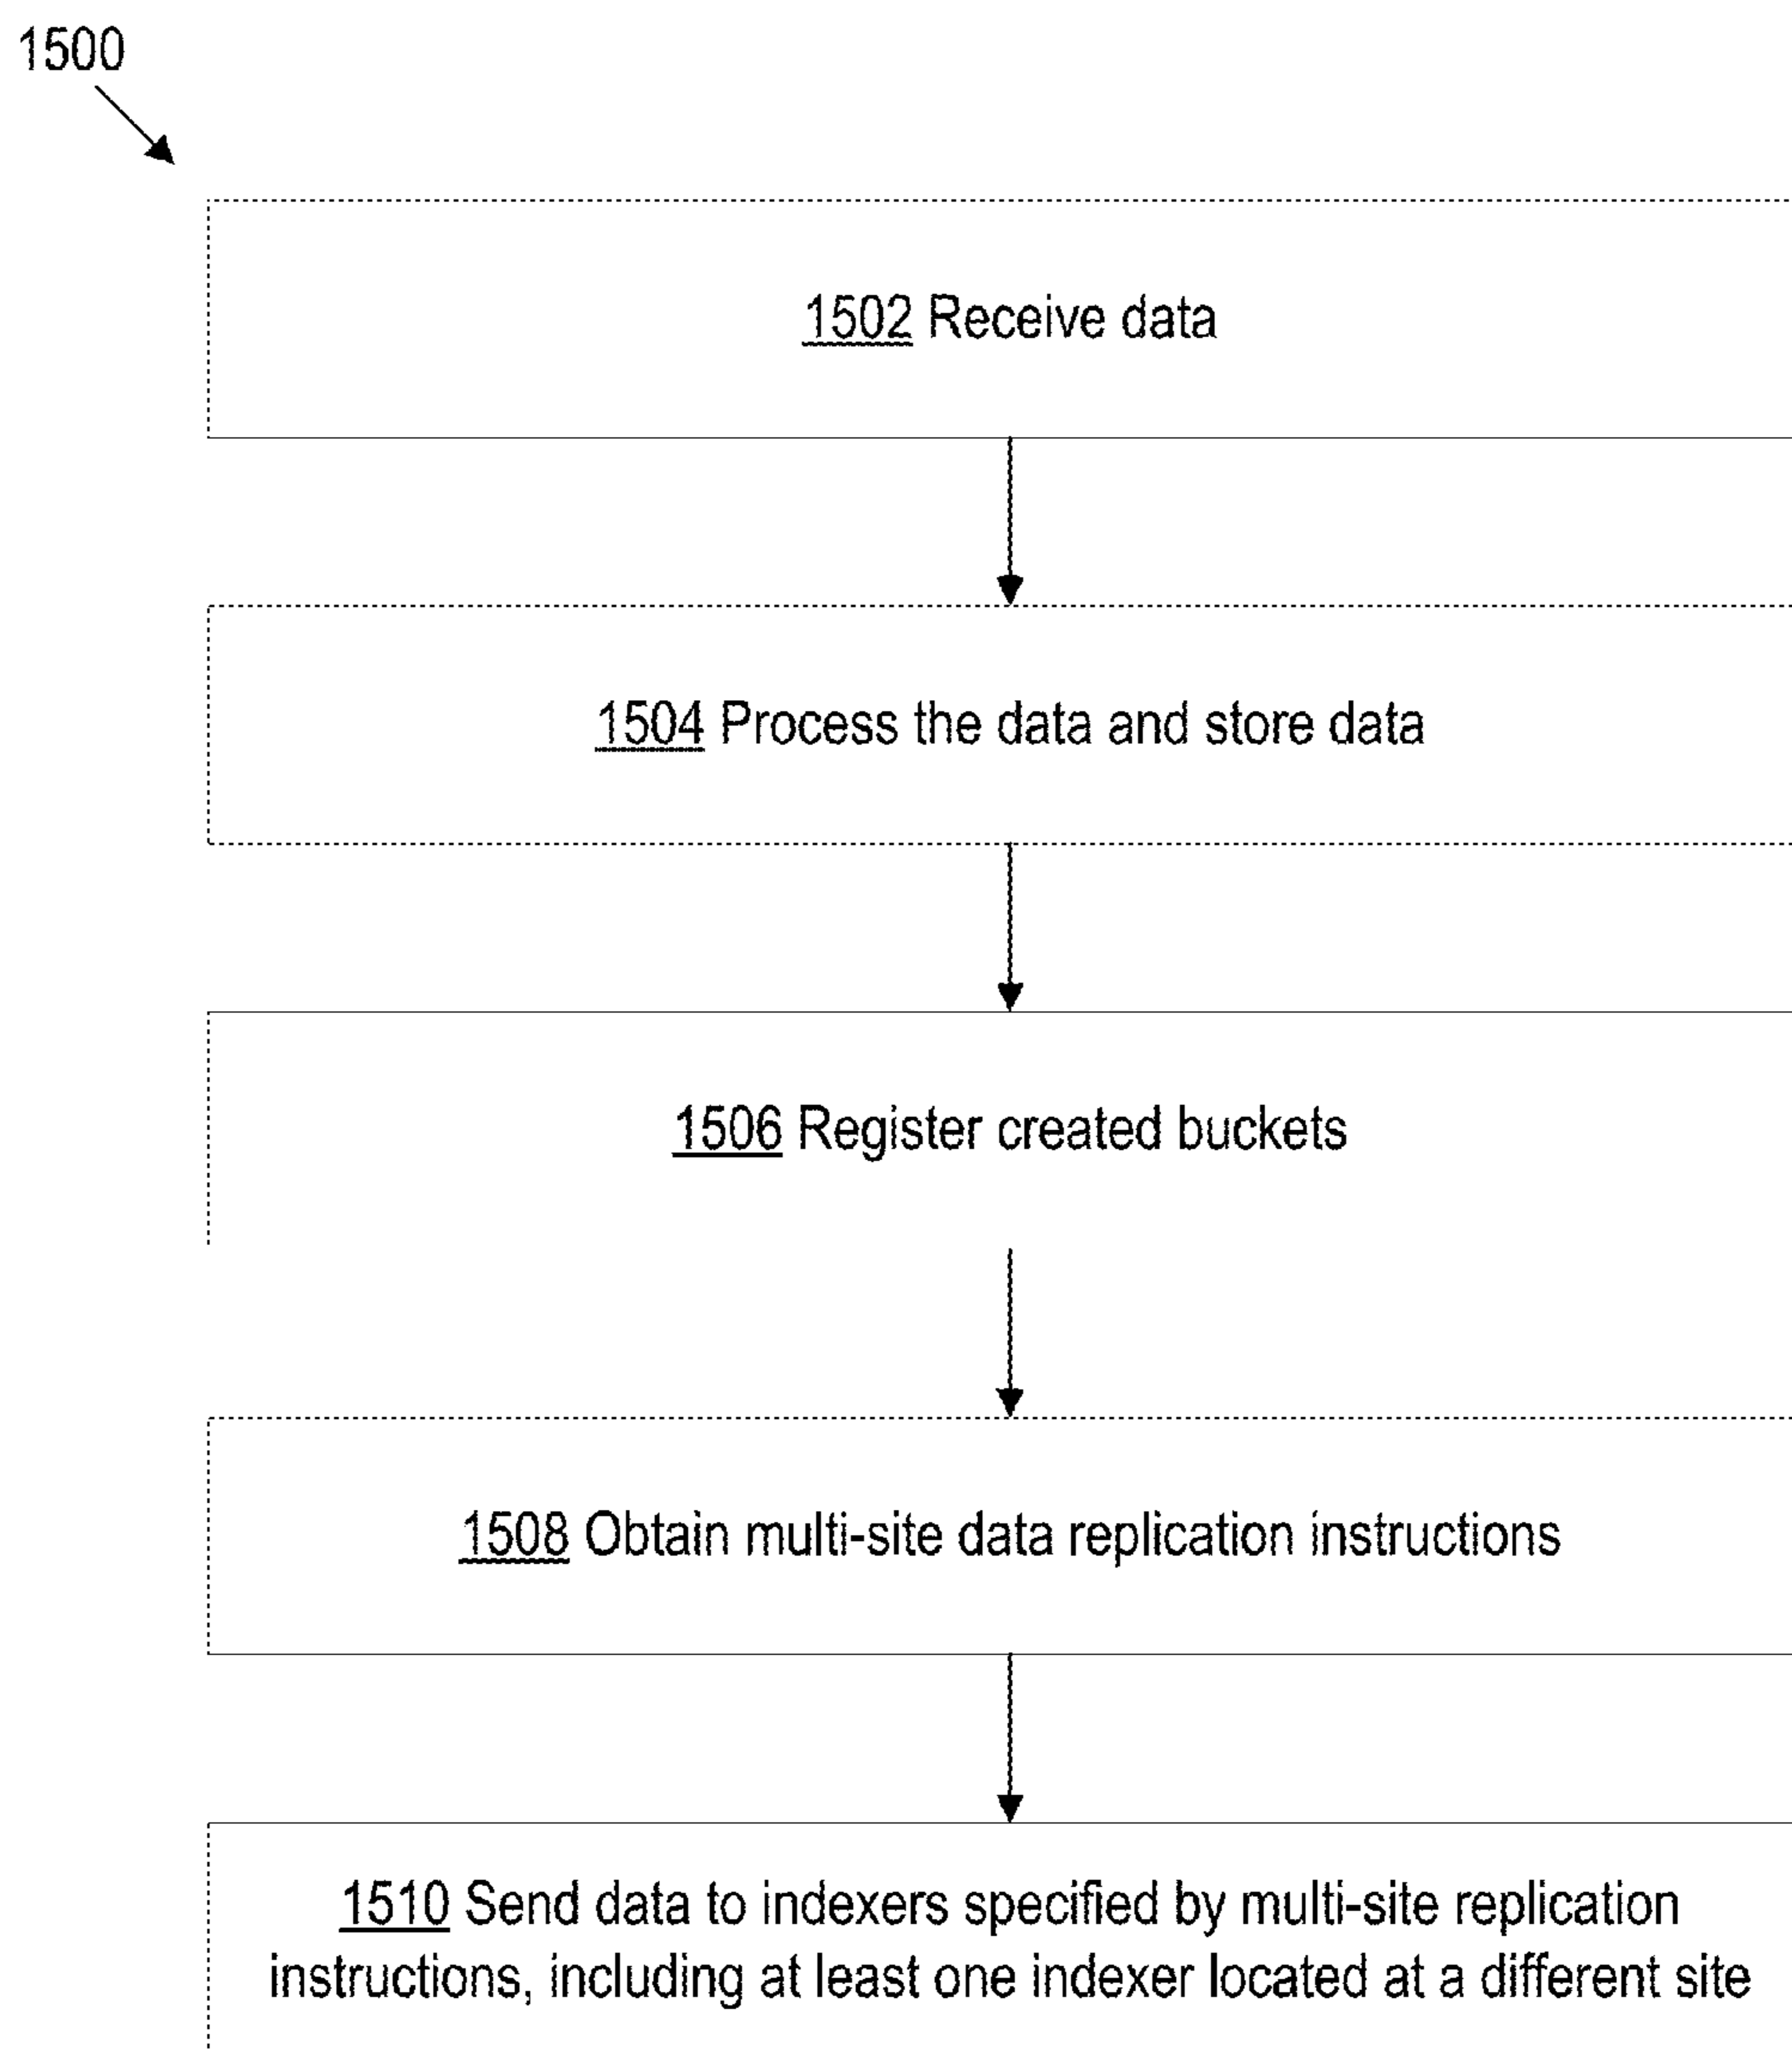 1500
1502 Receive data
1504 Process the data and store data
1506 Register created buckets
1508 Obtain multi-site data replication instructions
1510 Send data to indexers specified by multi-site replication
instructions, including at least one indexer located at a different site